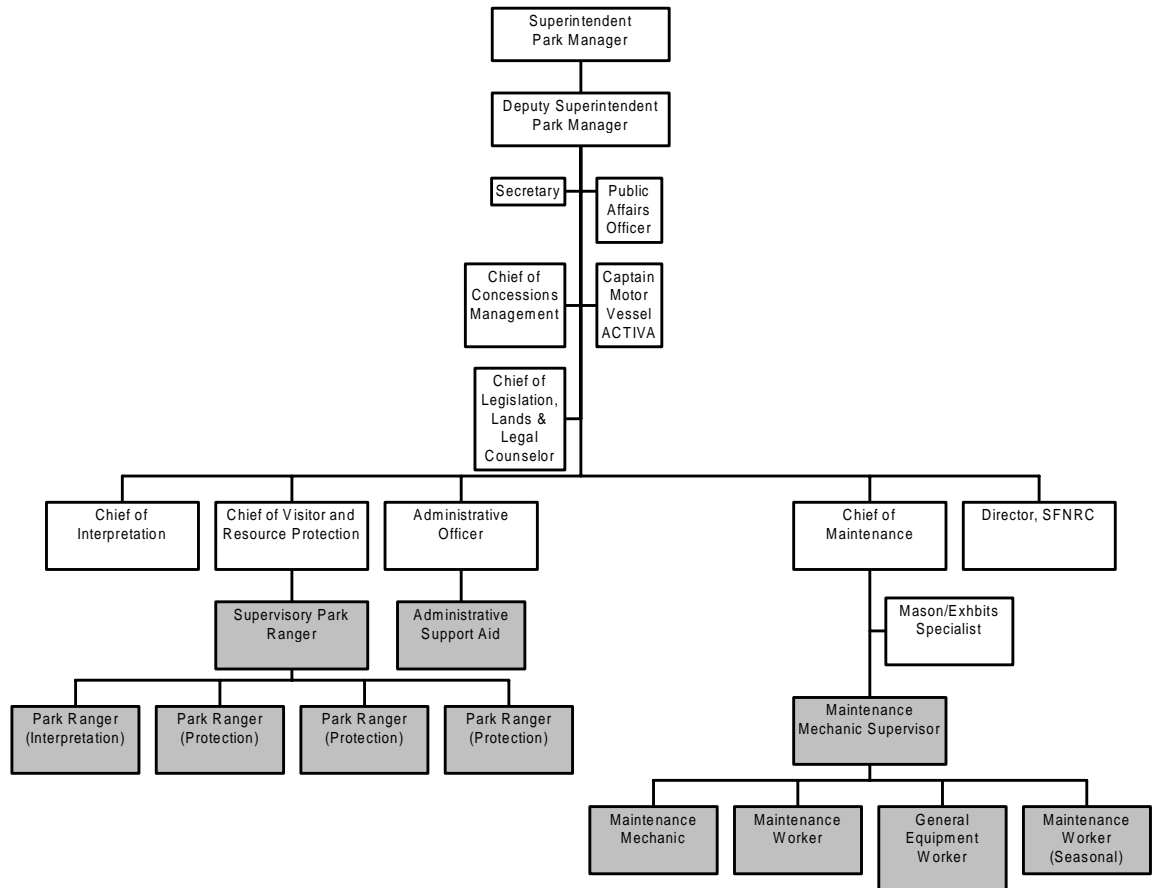 Superintendent
Park Manager
Deputy Superintendent
Park Manager
Secretary
Public
Affairs
Officer
Chief of
Concessions
Management
Captain
Motor
Vessel
ACTIVA
Chief of
Legislation,
Lands &
Legal
Counselor
Chief of
Interpretation
Chief of Visitor and
Resource Protection
Administrative
Officer
Chief of
Maintenance
Director, SFNRC
Supervisory Park
Ranger
Administrative
Support Aid
Mason/Exhbits
Specialist
Park Ranger
(Interpretation)
Park Ranger
(Protection)
Park Ranger
(Protection)
Park Ranger
(Protection)
Maintenance
Mechanic Supervisor
Maintenance
Mechanic
Maintenance
Worker
General
Equipment
Worker
Maintenance
Worker
(Seasonal)